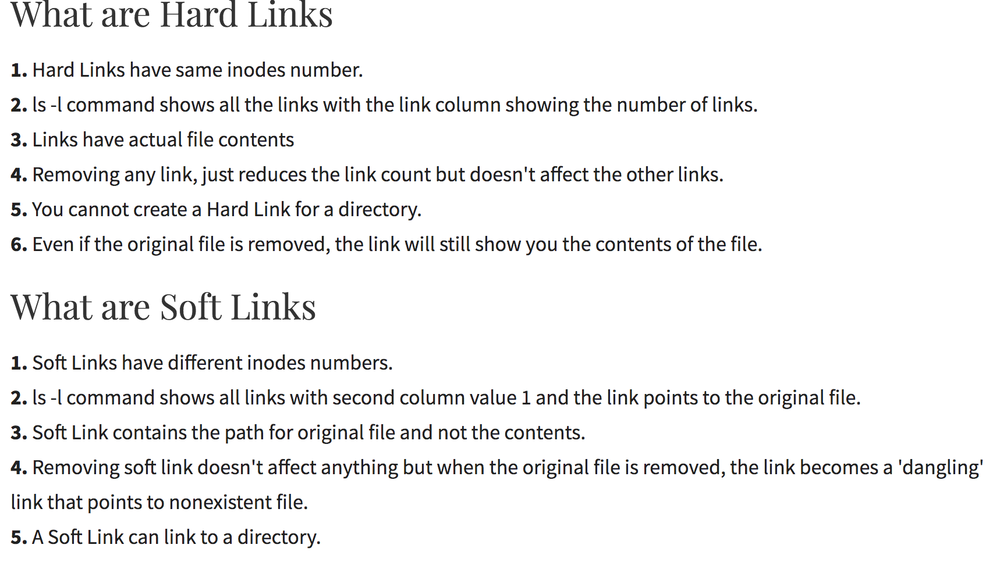 What are Hard Links
1. Hard Links have same inodes number.
2. ls -l command shows all the links with the link column showing the number of links.
3. Links have actual file contents
4. Removing any link, just reduces the link count but doesn't affect the other links.
5. You cannot create a Hard Link for a directory.
6. Even if the original file is removed, the link will still show you the contents of the file.
What are Soft Links
1. Soft Links have different inodes numbers.
2. ls -l command shows all links with second column value 1 and the link points to the original file.
3. Soft Link contains the path for original file and not the contents.
4. Removing soft link doesn't affect anything but when the original file is removed, the link becomes a 'dangling'
link that points to nonexistent file.
5. A Soft Link can link to a directory.